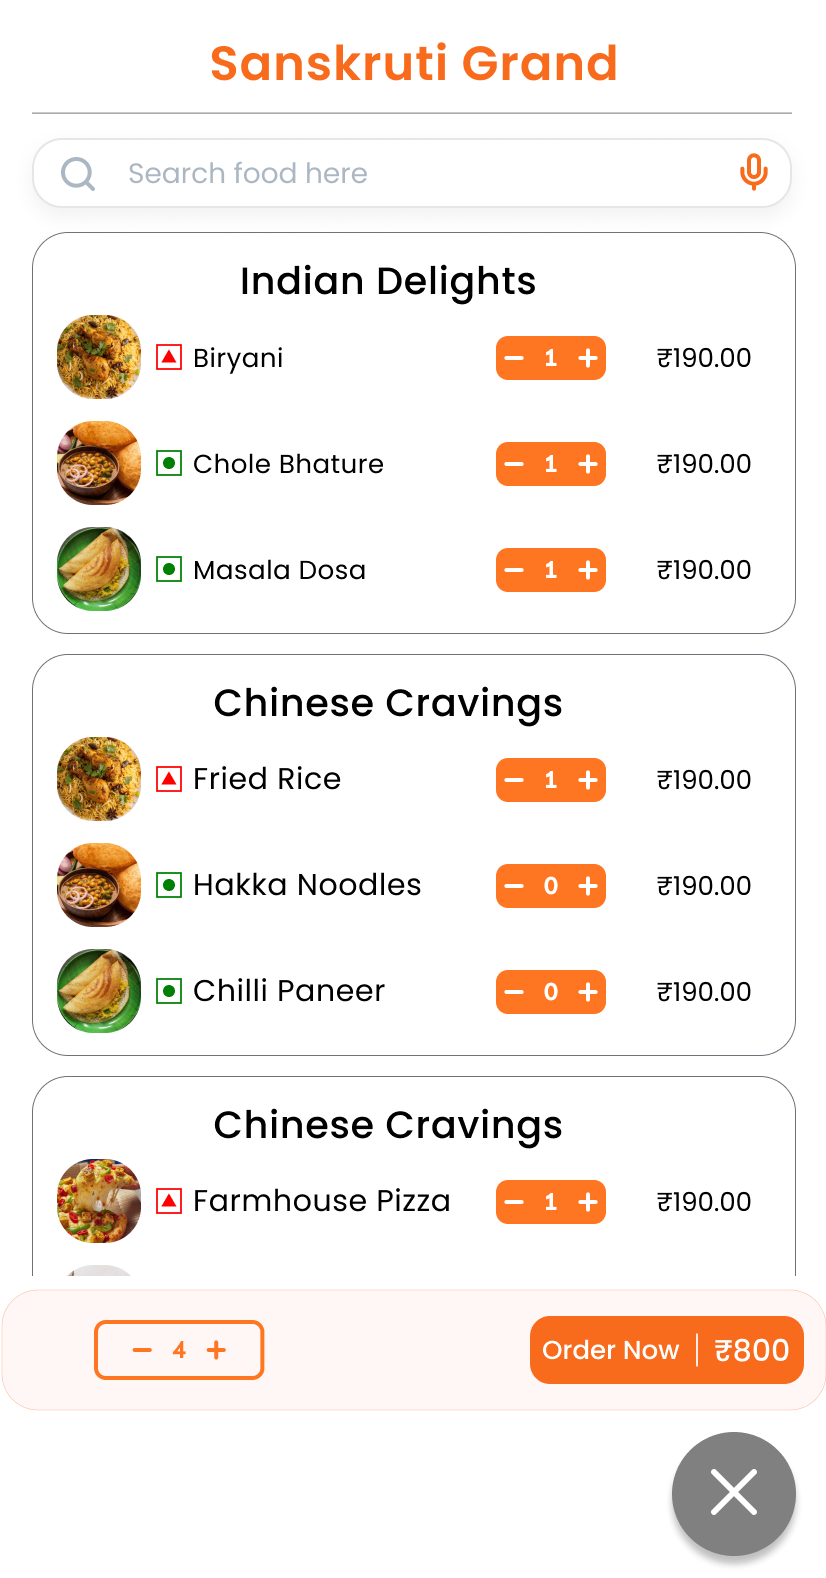 Sanskruti Grand
Search food here
Indian Delights
Biryani − 1 + ₹190.00
Chole Bhature − 1 + ₹190.00
Masala Dosa − 1 + ₹190.00
Chinese Cravings
Fried Rice − 1 + ₹190.00
Hakka Noodles − 0 + ₹190.00
Chilli Paneer − 0 + ₹190.00
Chinese Cravings
Farmhouse Pizza − 1 + ₹190.00
− 4 + Order Now | ₹800